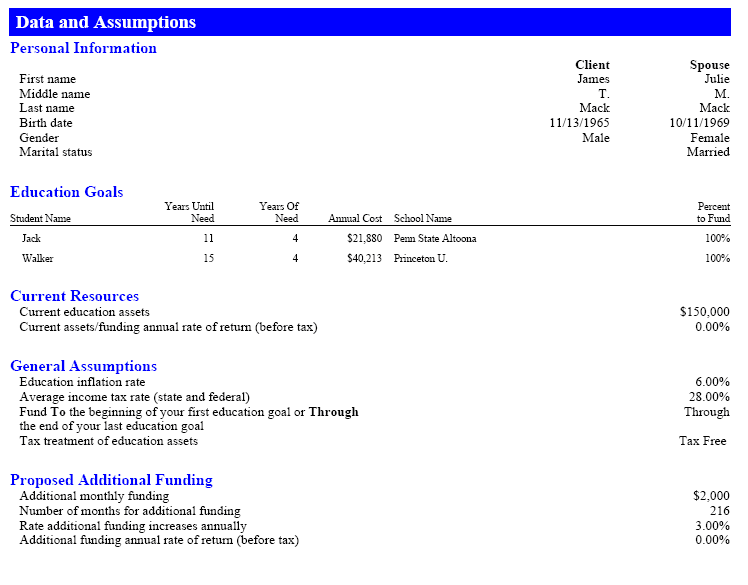 Data and Assumptions
Personal Information
Client Spouse
First name James Julie
Middle name T. M.
Last name Mack Mack
Birth date 11/13/1965 10/11/1969
Gender Male Female
Marital status Married
Education Goals
Years Until Years Of Percent
Student Name Need Need Annual Cost School Name to Fund
Jack 11 4 $21,880 Penn State Altoona 100%
Walker 15 4 $40,213 Princeton U. 100%
Current Resources
Current education assets $150,000
Current assets/funding annual rate of return (before tax) 0.00%
General Assumptions
Education inflation rate 6.00%
Average income tax rate (state and federal) 28.00%
Fund To the beginning of your first education goal or Through Through
the end of your last education goal
Tax treatment of education assets Tax Free
Proposed Additional Funding
Additional monthly funding $2,000
Number of months for additional funding 216
Rate additional funding increases annually 3.00%
Additional funding annual rate of return (before tax) 0.00%